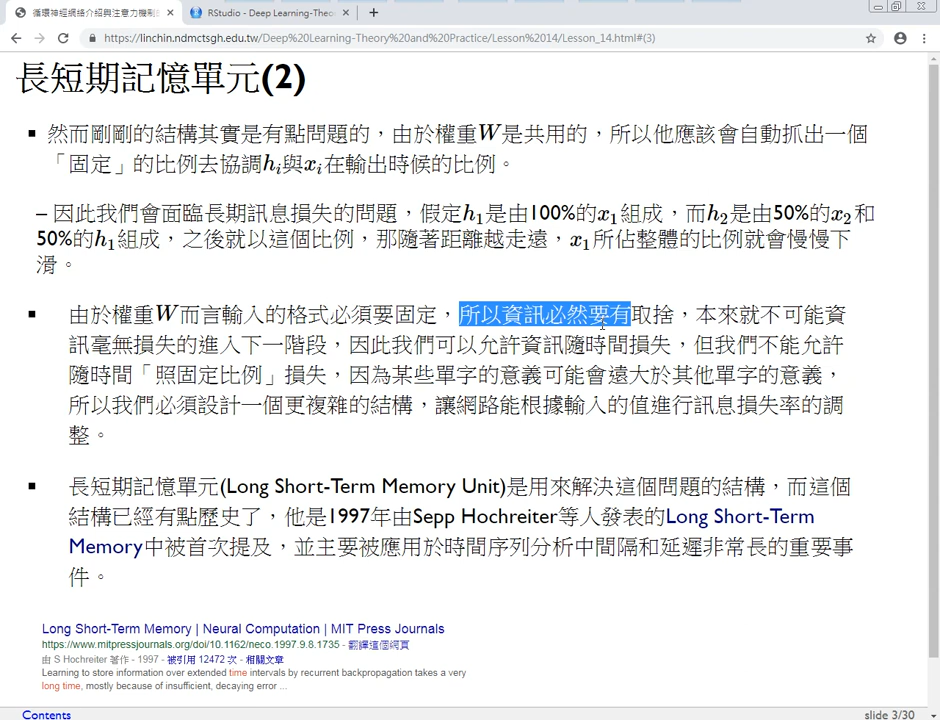 循環神經網絡介紹與注意力機制
RStudio - Deep Learning-Theo
https://linchin.ndmctsgh.edu.tw/Deep%20Learning-Theory%20and%20Practice/Lesson%2014/Lesson_14.html#(3)
長短期記憶單元(2)
▪ 然而剛剛的結構其實是有點問題的，由於權重W是共用的，所以他應該會自動抓出一個
「固定」的比例去協調hᵢ與xᵢ在輸出時候的比例。
– 因此我們會面臨長期訊息損失的問題，假定h₁是由100%的x₁組成，而h₂是由50%的x₂和
50%的h₁組成，之後就以這個比例，那隨著距離越走遠，x₁所佔整體的比例就會慢慢下
滑。
▪ 由於權重W而言輸入的格式必須要固定，所以資訊必然要有取捨，本來就不可能資
訊毫無損失的進入下一階段，因此我們可以允許資訊隨時間損失，但我們不能允許
隨時間「照固定比例」損失，因為某些單字的意義可能會遠大於其他單字的意義，
所以我們必須設計一個更複雜的結構，讓網路能根據輸入的值進行訊息損失率的調
整。
▪ 長短期記憶單元(Long Short-Term Memory Unit)是用來解決這個問題的結構，而這個
結構已經有點歷史了，他是1997年由Sepp Hochreiter等人發表的Long Short-Term
Memory中被首次提及，並主要被應用於時間序列分析中間隔和延遲非常長的重要事
件。
Long Short-Term Memory | Neural Computation | MIT Press Journals
https://www.mitpressjournals.org/doi/10.1162/neco.1997.9.8.1735 - 翻譯這個網頁
由 S Hochreiter 著作 - 1997 - 被引用 12472 次 - 相關文章
Learning to store information over extended time intervals by recurrent backpropagation takes a very
long time, mostly because of insufficient, decaying error ...
Contents
slide 3/30